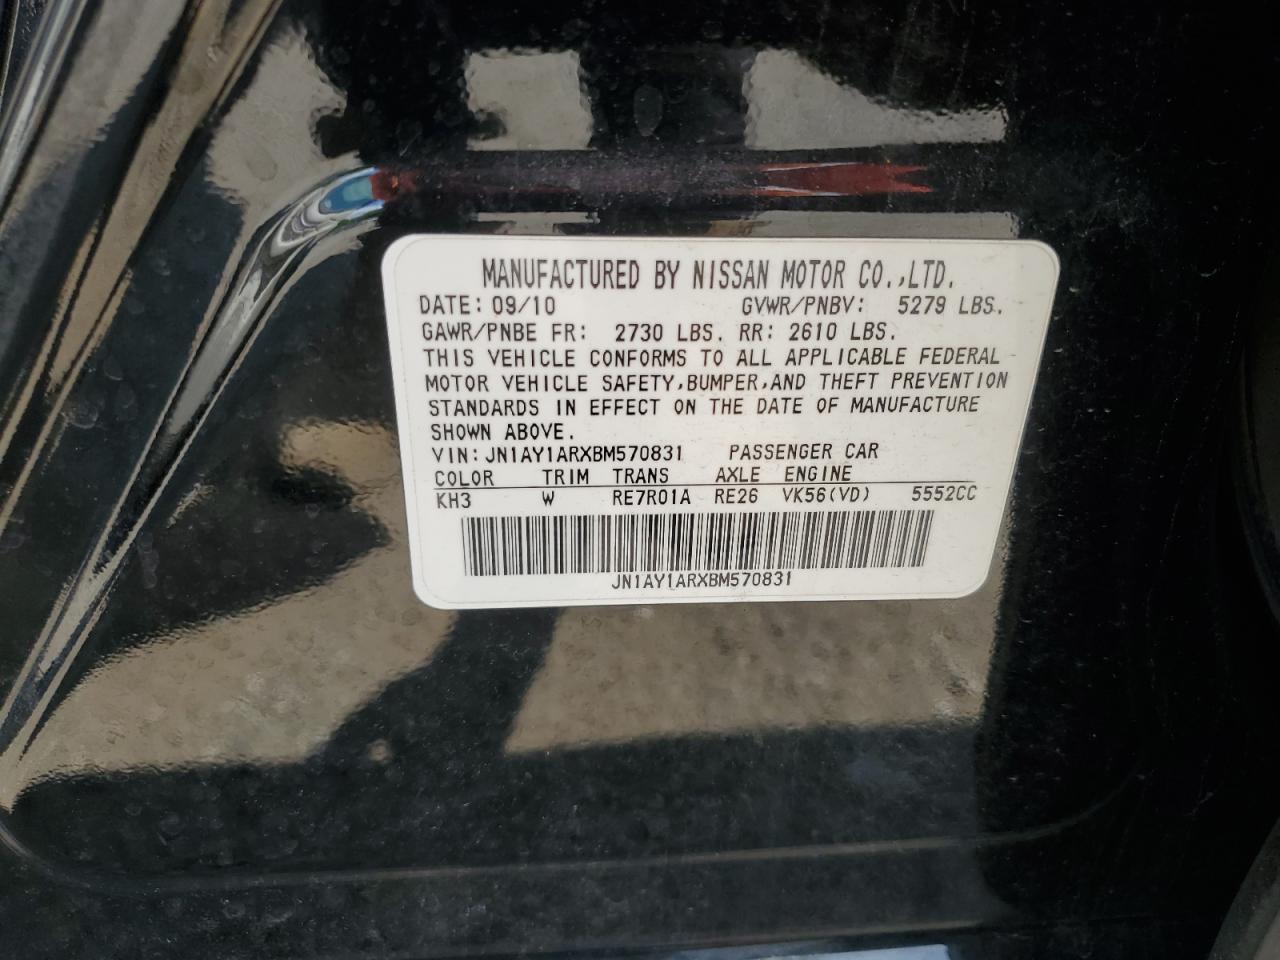 MANUFACTURED BY NISSAN MOTOR CO.,LTD.
DATE: 09/10 GVWR/PNBV: 5279 LBS.
GAWR/PNBE FR: 2730 LBS. RR: 2610 LBS.
THIS VEHICLE CONFORMS TO ALL APPLICABLE FEDERAL
MOTOR VEHICLE SAFETY,BUMPER,AND THEFT PREVENTION
STANDARDS IN EFFECT ON THE DATE OF MANUFACTURE
SHOWN ABOVE.
VIN: JN1AY1ARXBM570831 PASSENGER CAR
COLOR TRIM TRANS AXLE ENGINE
KH3 W RE7R01A RE26 VK56(VD) 5552CC
JN1AY1ARXBM570831